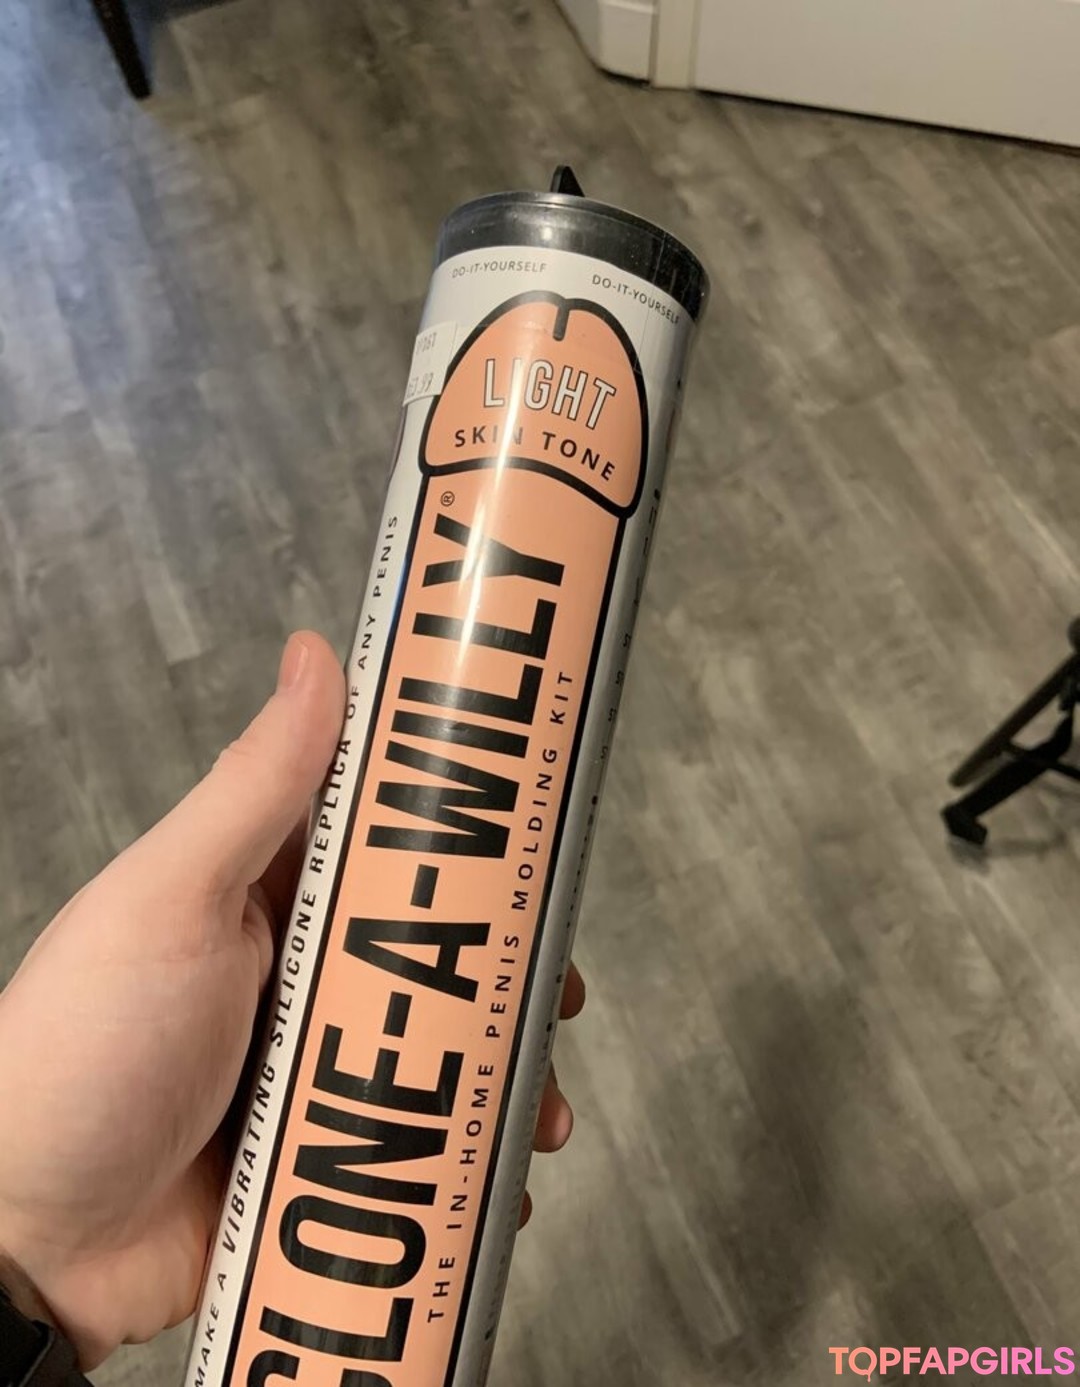 DO-IT-YOURSELF
DO-IT-YOURSELF
LIGHT
SKIN TONE
CLONE-A-WILLY®
THE IN-HOME PENIS MOLDING KIT
MAKE A VIBRATING SILICONE REPLICA OF ANY PENIS
TOPFAPGIRLS